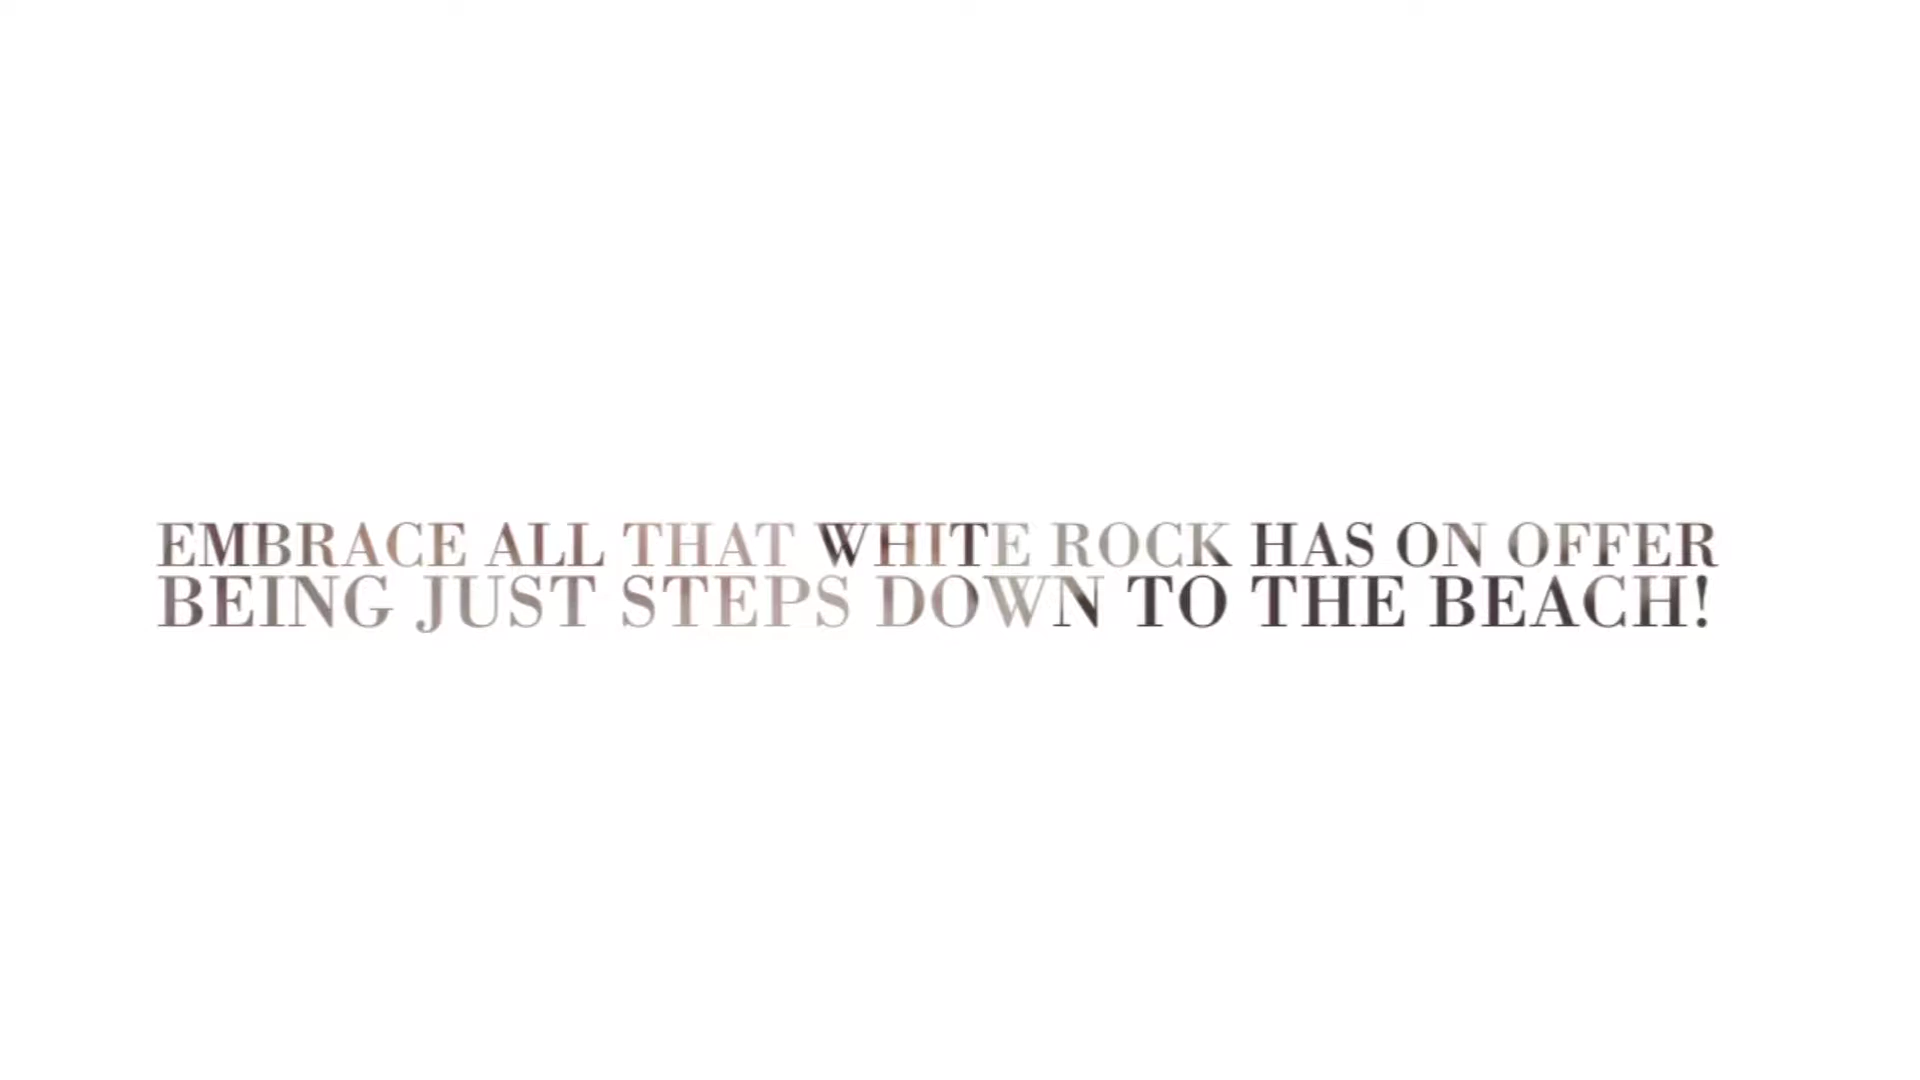 EMBRACE ALL THAT WHITE ROCK HAS ON OFFER
BEING JUST STEPS DOWN TO THE BEACH!